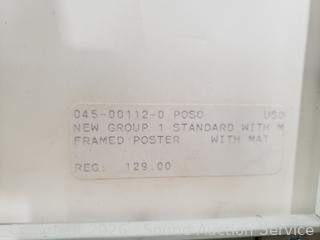 045-00112-0 POSO USD
NEW GROUP 1 STANDARD WITH M
FRAMED POSTER WITH MAT
REG: 129.00
Copyright 2026 Sound Auction Service